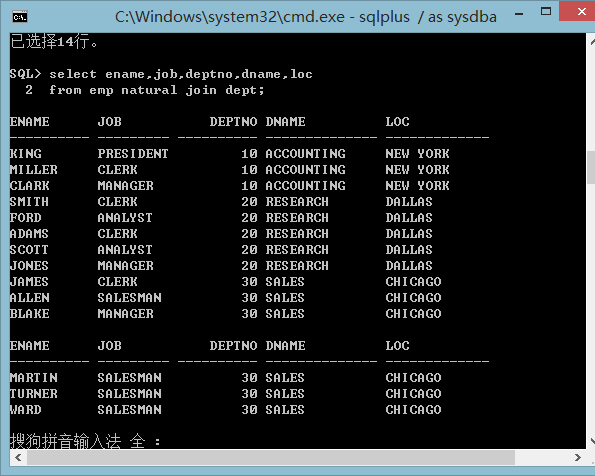 C:\Windows\system32\cmd.exe - sqlplus / as sysdba
已选择14行。
SQL> select ename,job,deptno,dname,loc
  2  from emp natural join dept;
ENAME      JOB           DEPTNO DNAME          LOC
---------- --------- ---------- -------------- -------------
KING       PRESIDENT         10 ACCOUNTING     NEW YORK
MILLER     CLERK             10 ACCOUNTING     NEW YORK
CLARK      MANAGER           10 ACCOUNTING     NEW YORK
SMITH      CLERK             20 RESEARCH       DALLAS
FORD       ANALYST           20 RESEARCH       DALLAS
ADAMS      CLERK             20 RESEARCH       DALLAS
SCOTT      ANALYST           20 RESEARCH       DALLAS
JONES      MANAGER           20 RESEARCH       DALLAS
JAMES      CLERK             30 SALES          CHICAGO
ALLEN      SALESMAN          30 SALES          CHICAGO
BLAKE      MANAGER           30 SALES          CHICAGO
ENAME      JOB           DEPTNO DNAME          LOC
---------- --------- ---------- -------------- -------------
MARTIN     SALESMAN          30 SALES          CHICAGO
TURNER     SALESMAN          30 SALES          CHICAGO
WARD       SALESMAN          30 SALES          CHICAGO
搜狗拼音输入法 全 :